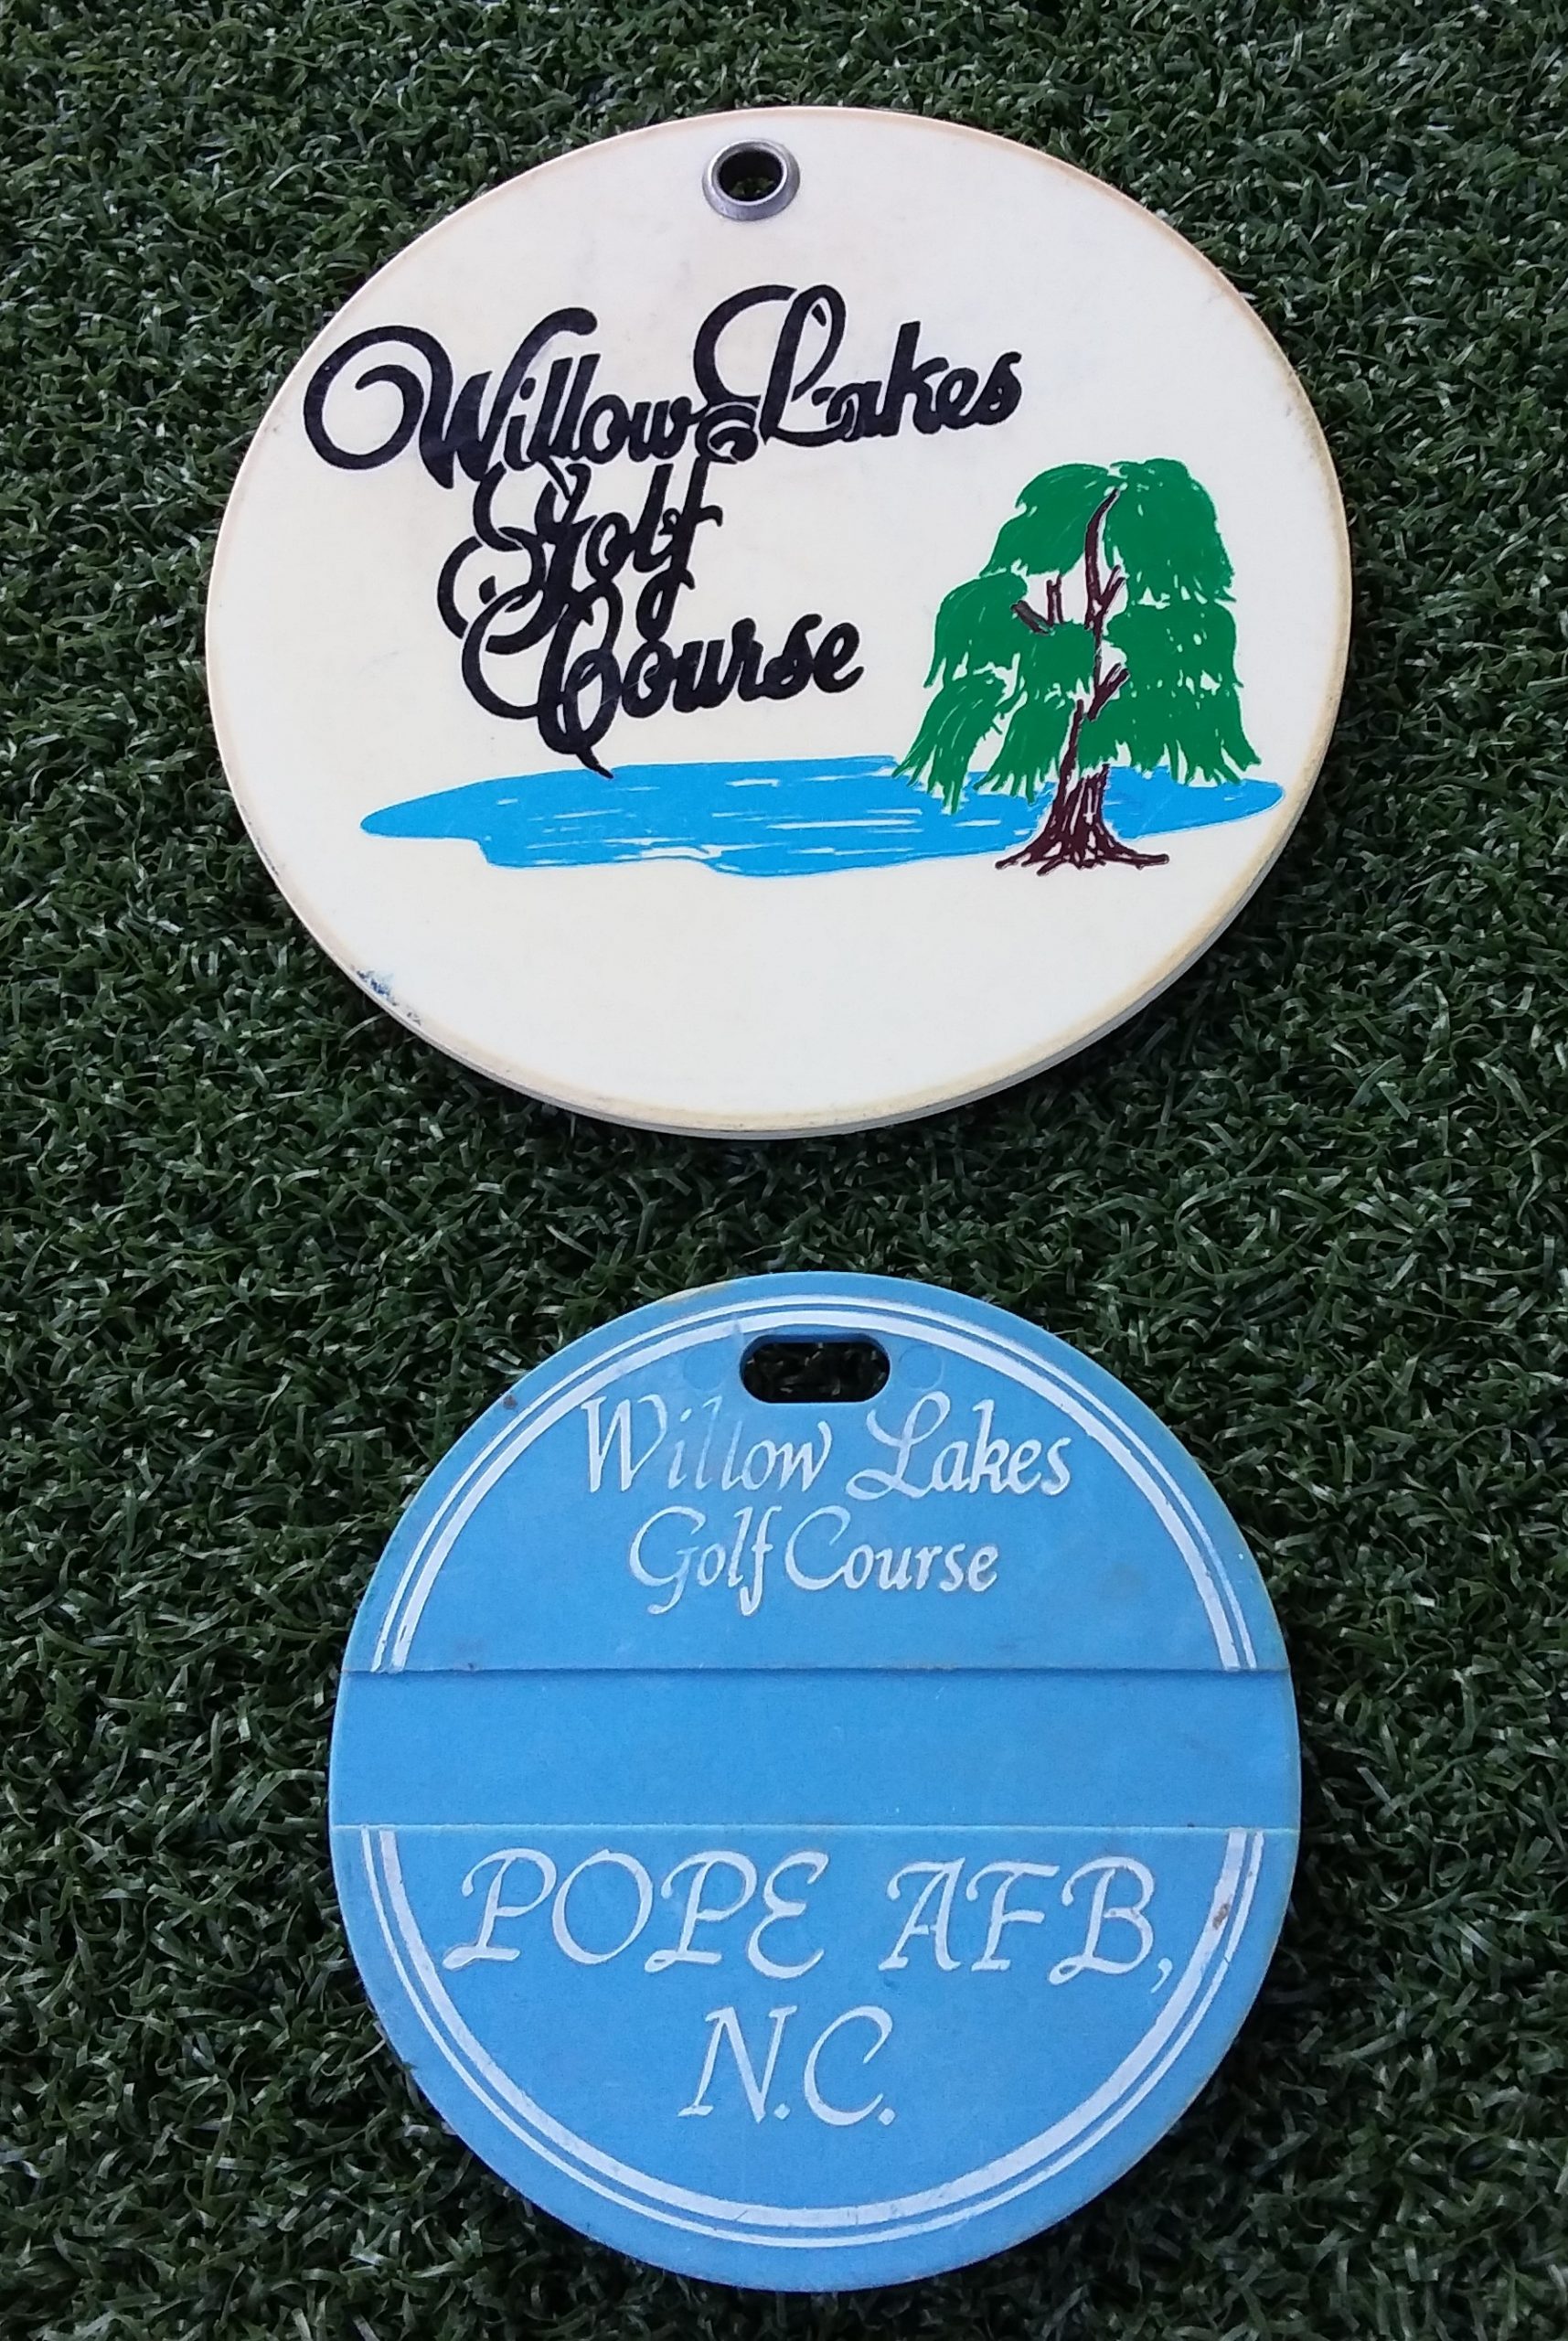 Willow Lakes
Golf
Course
Willow Lakes
Golf Course
POPE AFB,
N.C.